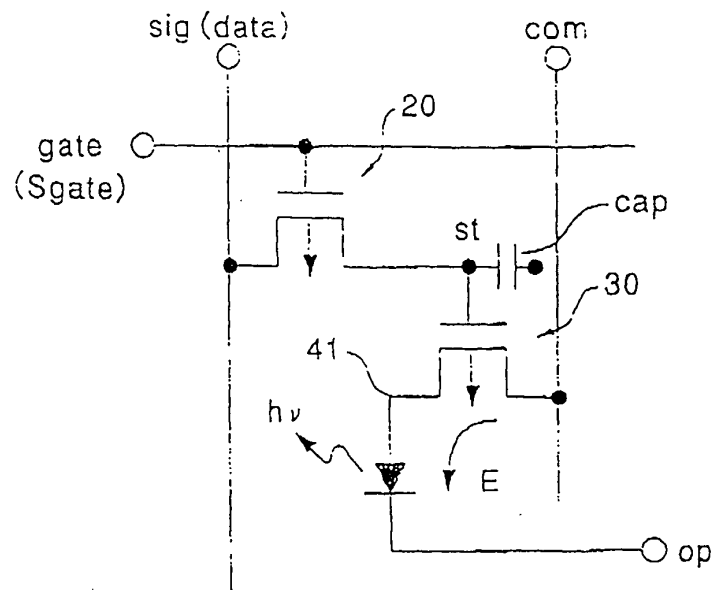 sig (data)
com
20
gate
(Sgate)
cap
st
30
41
hν
E
op